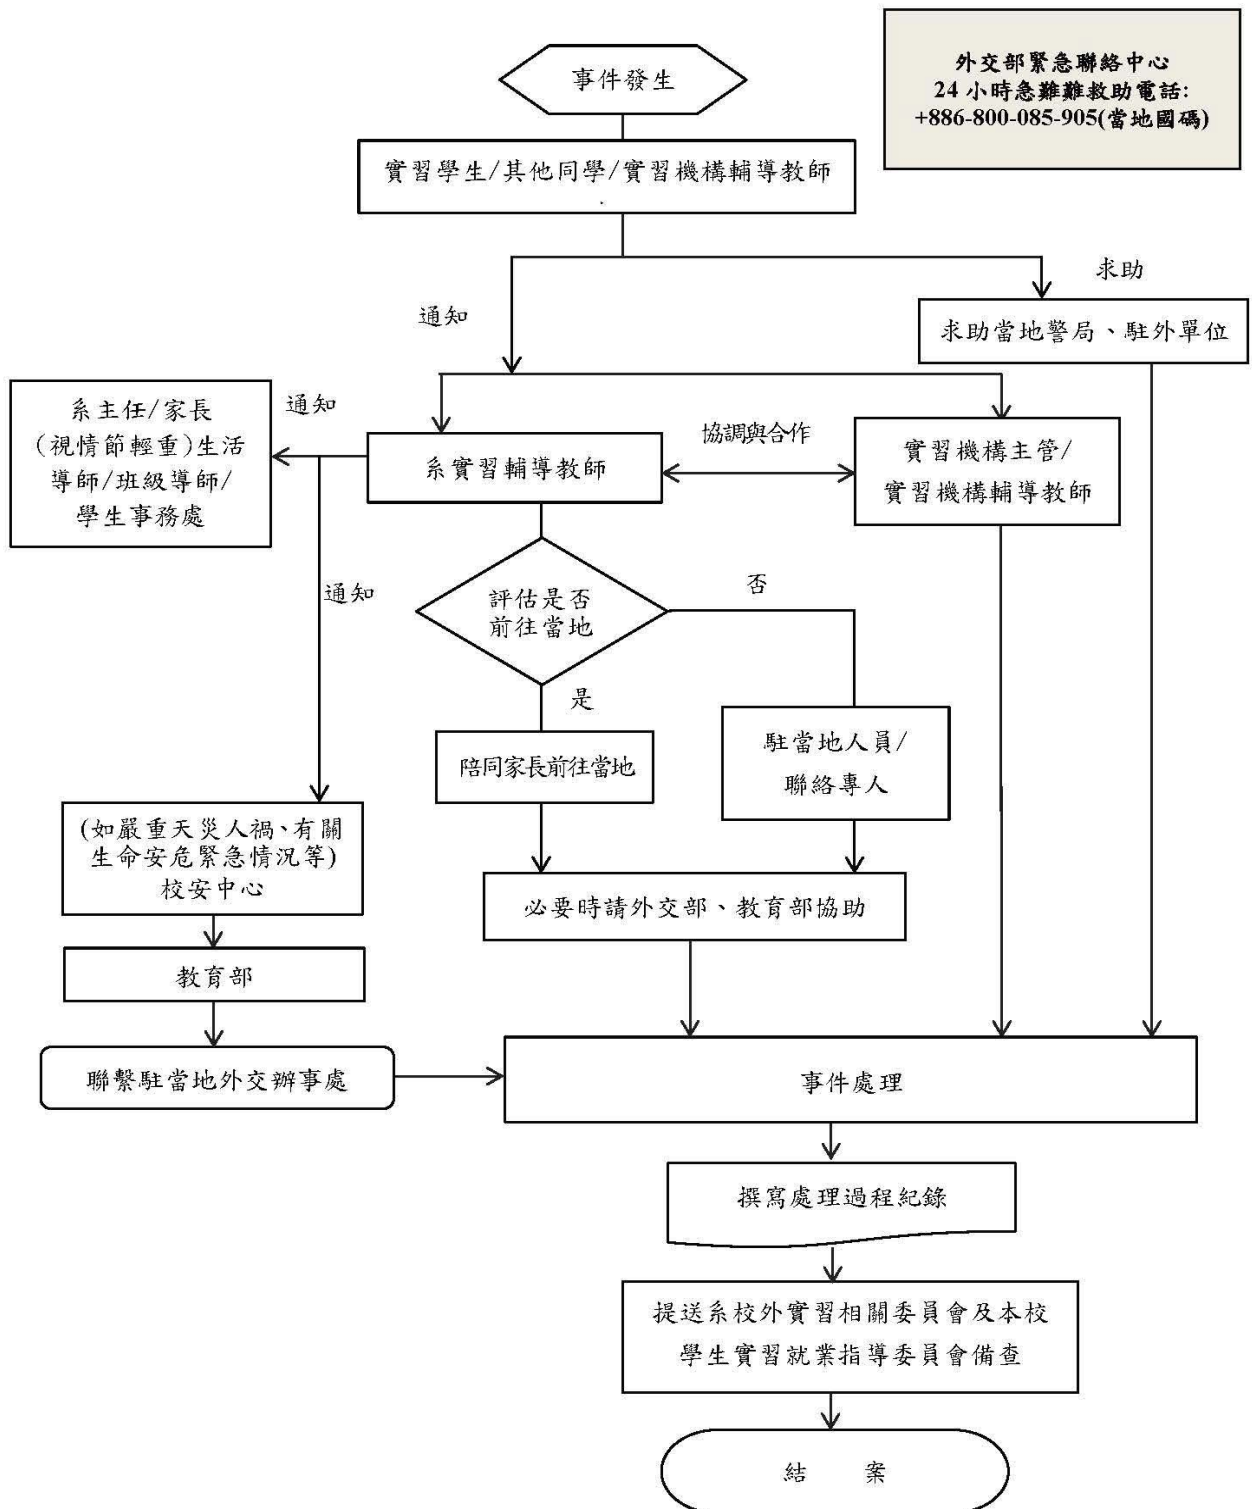 外交部緊急聯絡中心
24 小時急難難救助電話:
+886-800-085-905(當地國碼)
事件發生
實習學生/其他同學/實習機構輔導教師
求助
通知
求助當地警局、駐外單位
系主任/家長
(視情節輕重)生活
導師/班級導師/
學生事務處
通知
系實習輔導教師
協調與合作
實習機構主管/
實習機構輔導教師
通知
評估是否
前往當地
否
是
陪同家長前往當地
駐當地人員/
聯絡專人
(如嚴重天災人禍、有關
生命安危緊急情況等)
校安中心
必要時請外交部、教育部協助
教育部
聯繫駐當地外交辦事處
事件處理
撰寫處理過程紀錄
提送系校外實習相關委員會及本校
學生實習就業指導委員會備查
結 案